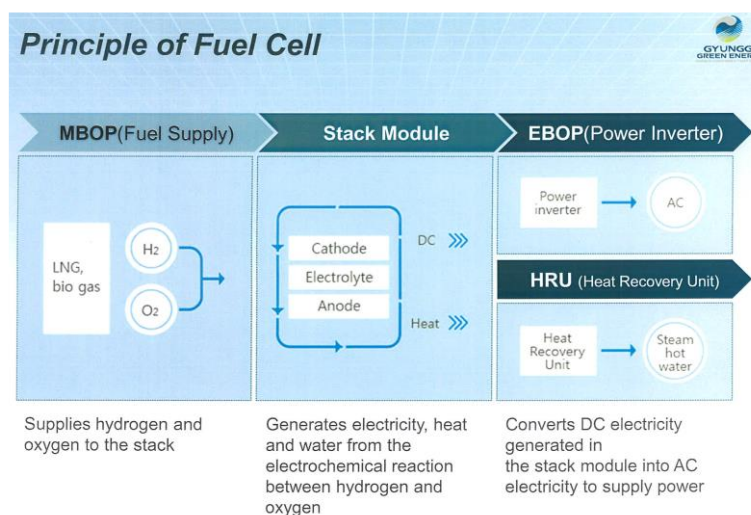 Principle of Fuel Cell
GYUNGG
GREEN ENER
MBOP(Fuel Supply)
LNG,
bio gas
H2
O2
Supplies hydrogen and
oxygen to the stack
Stack Module
Cathode
Electrolyte
Anode
DC
Heat
Generates electricity, heat
and water from the
electrochemical reaction
between hydrogen and
oxygen
EBOP(Power Inverter)
Power
inverter
AC
HRU (Heat Recovery Unit)
Heat
Recovery
Unit
Steam
hot
water
Converts DC electricity
generated in
the stack module into AC
electricity to supply power